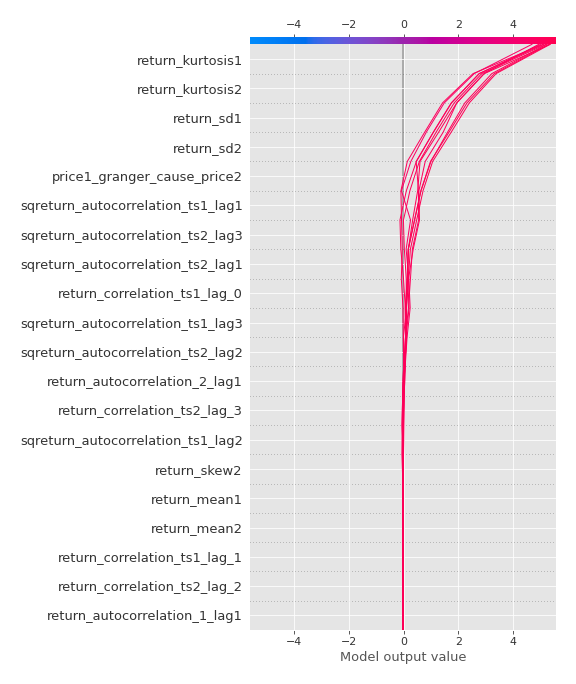 −4 −2 0 2 4
return_kurtosis1
return_kurtosis2
return_sd1
return_sd2
price1_granger_cause_price2
sqreturn_autocorrelation_ts1_lag1
sqreturn_autocorrelation_ts2_lag3
sqreturn_autocorrelation_ts2_lag1
return_correlation_ts1_lag_0
sqreturn_autocorrelation_ts1_lag3
sqreturn_autocorrelation_ts2_lag2
return_autocorrelation_2_lag1
return_correlation_ts2_lag_3
sqreturn_autocorrelation_ts1_lag2
return_skew2
return_mean1
return_mean2
return_correlation_ts1_lag_1
return_correlation_ts2_lag_2
return_autocorrelation_1_lag1
−4 −2 0 2 4
Model output value